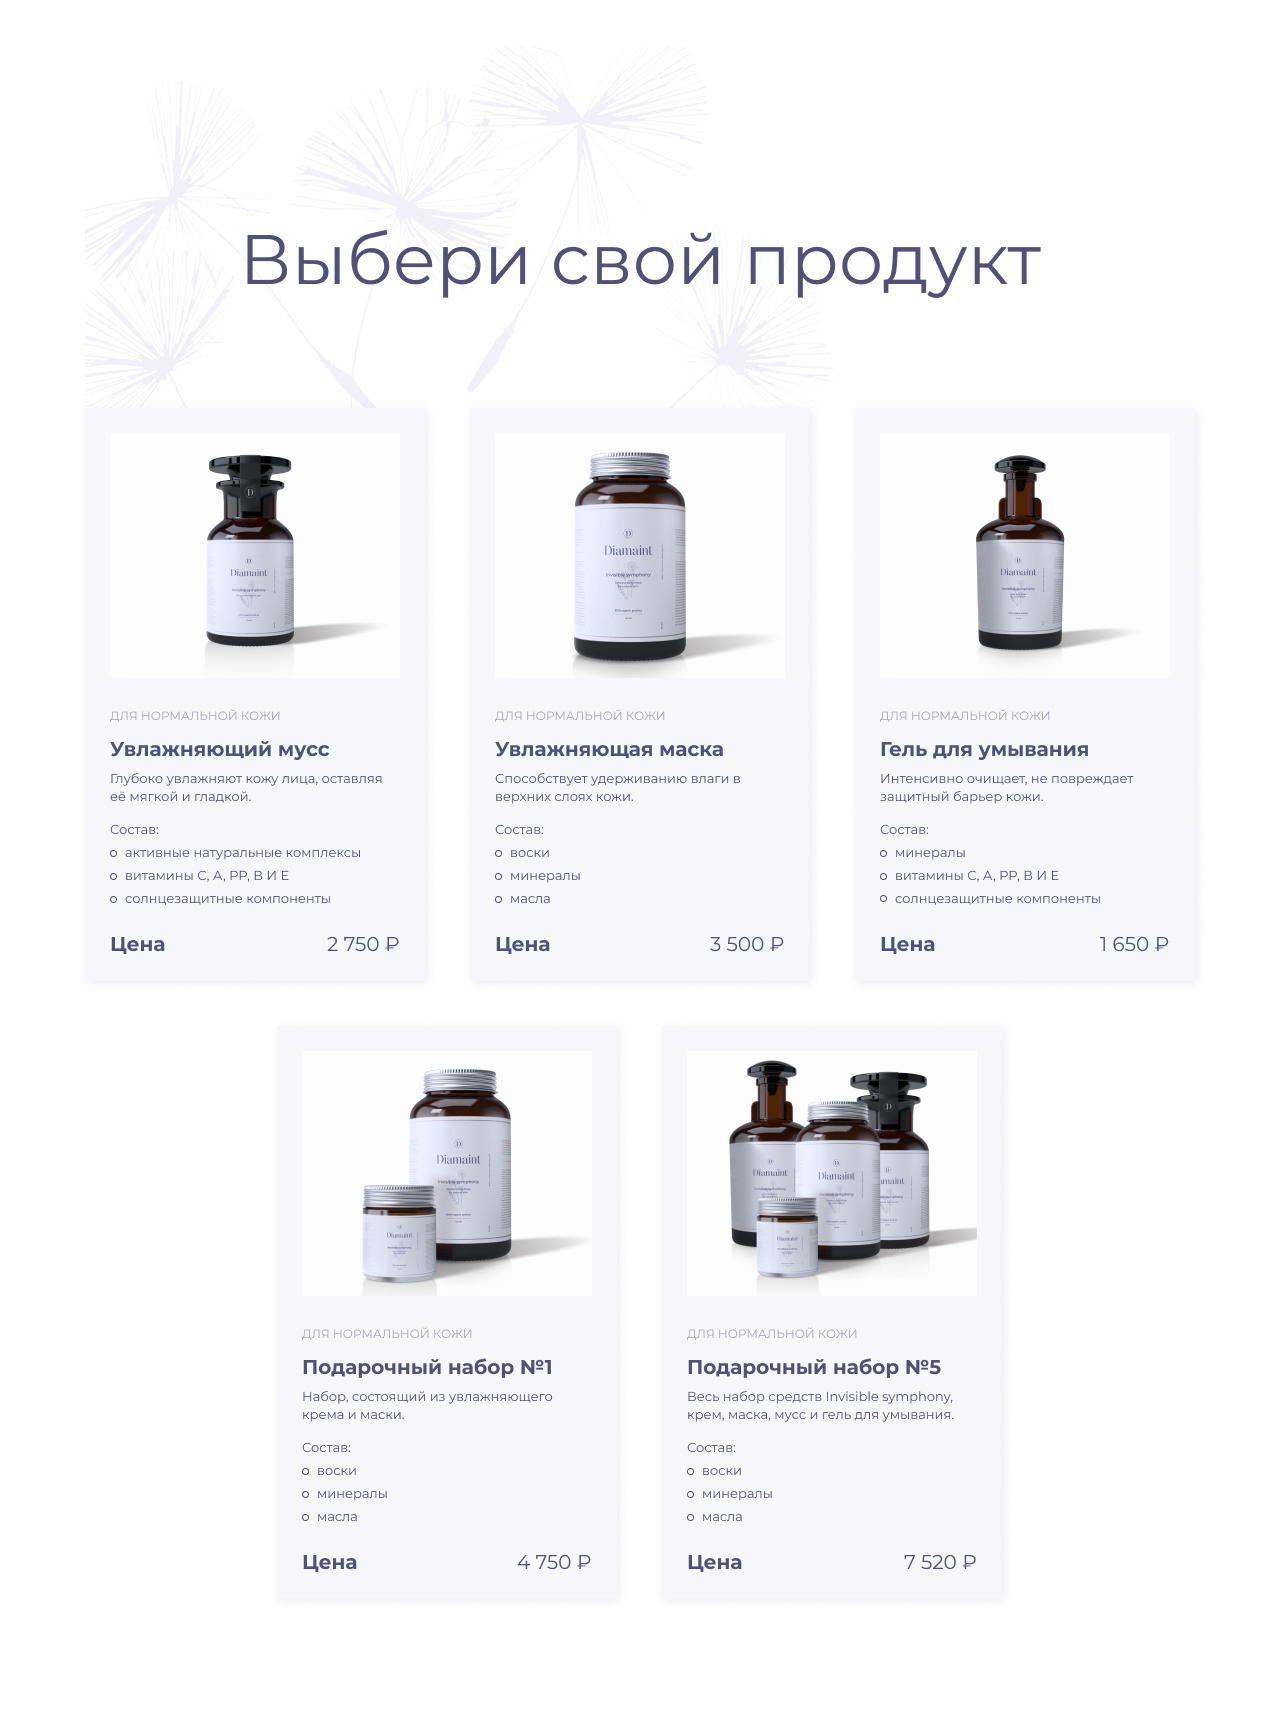 Выбери свой продукт
D
Diamaint
Invisible symphony
D
Diamaint
Invisible symphony
D
Diamaint
Invisible symphony
ДЛЯ НОРМАЛЬНОЙ КОЖИ
Увлажняющий мусс
Глубоко увлажняют кожу лица, оставляя
её мягкой и гладкой.
Состав:
активные натуральные комплексы
витамины С, А, РР, В И Е
солнцезащитные компоненты
Цена 2 750 ₽
ДЛЯ НОРМАЛЬНОЙ КОЖИ
Увлажняющая маска
Способствует удерживанию влаги в
верхних слоях кожи.
Состав:
воски
минералы
масла
Цена 3 500 ₽
ДЛЯ НОРМАЛЬНОЙ КОЖИ
Гель для умывания
Интенсивно очищает, не повреждает
защитный барьер кожи.
Состав:
минералы
витамины С, А, РР, В И Е
солнцезащитные компоненты
Цена 1 650 ₽
D
Diamaint
Invisible symphony
Diamaint
D
Diamaint
Diamaint
Invisible symphony
Diamaint
ДЛЯ НОРМАЛЬНОЙ КОЖИ
Подарочный набор №1
Набор, состоящий из увлажняющего
крема и маски.
Состав:
воски
минералы
масла
Цена 4 750 ₽
ДЛЯ НОРМАЛЬНОЙ КОЖИ
Подарочный набор №5
Весь набор средств Invisible symphony,
крем, маска, мусс и гель для умывания.
Состав:
воски
минералы
масла
Цена 7 520 ₽